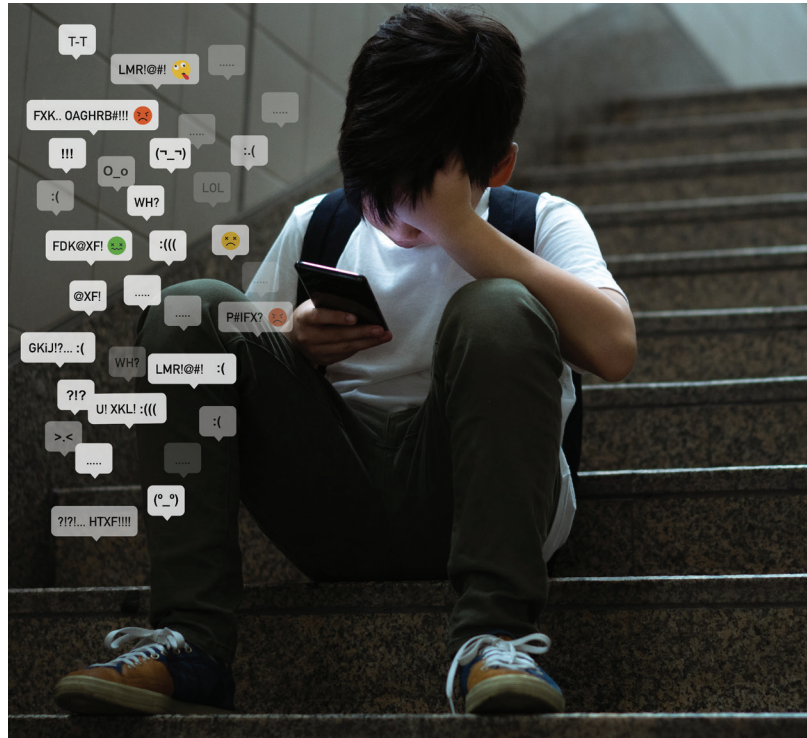 T-T
LMR!@#!
.....
.....
FXK.. OAGHRB#!!!
.....
!!!
(¬_¬)
:.(
O_o
LOL
:(
WH?
FDK@XF!
:(((
.....
@XF!
.....
.....
P#IFX?
GKiJ!?... :(
WH?
LMR!@#! :(
?!?
U! XKL! :(((
:(
>.<
.....
.....
(º_º)
?!?!... HTXF!!!!